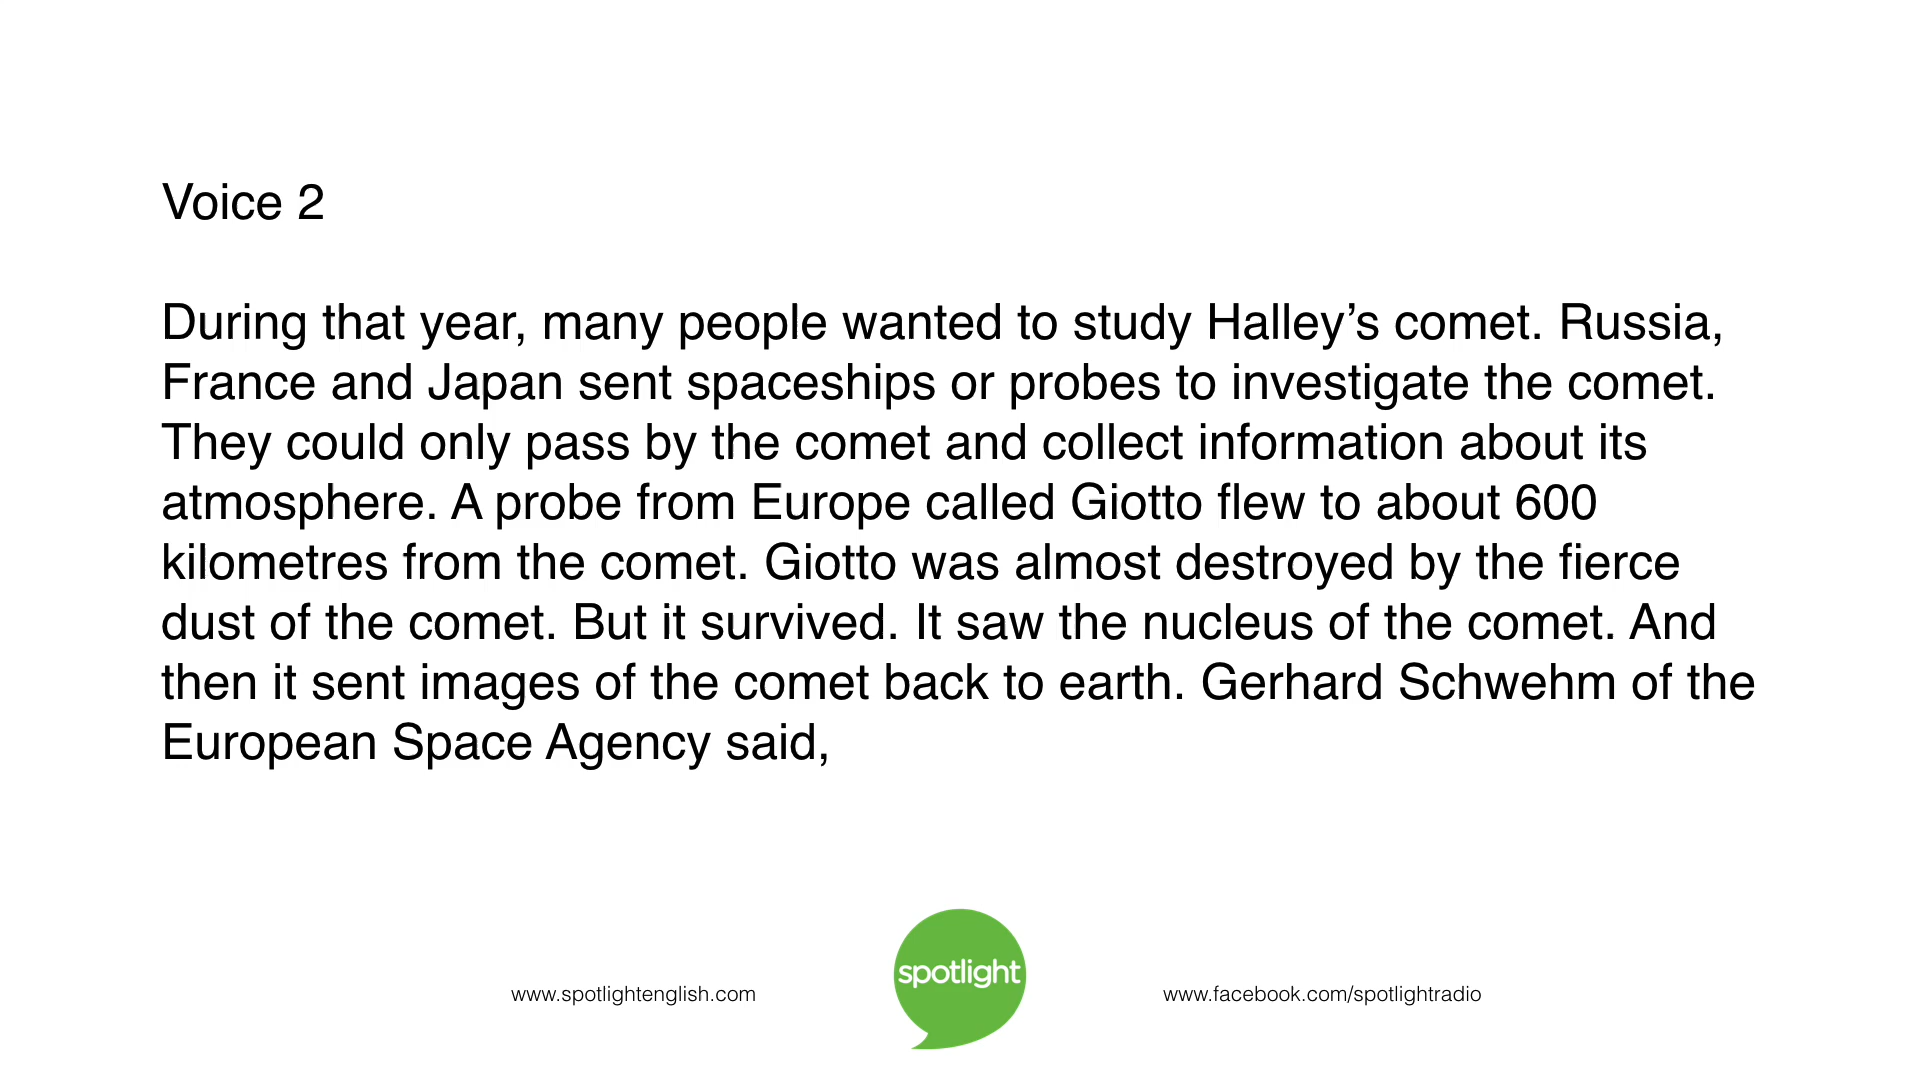 Voice 2
During that year, many people wanted to study Halley’s comet. Russia,
France and Japan sent spaceships or probes to investigate the comet.
They could only pass by the comet and collect information about its
atmosphere. A probe from Europe called Giotto flew to about 600
kilometres from the comet. Giotto was almost destroyed by the fierce
dust of the comet. But it survived. It saw the nucleus of the comet. And
then it sent images of the comet back to earth. Gerhard Schwehm of the
European Space Agency said,
spotlight
www.spotlightenglish.com
www.facebook.com/spotlightradio